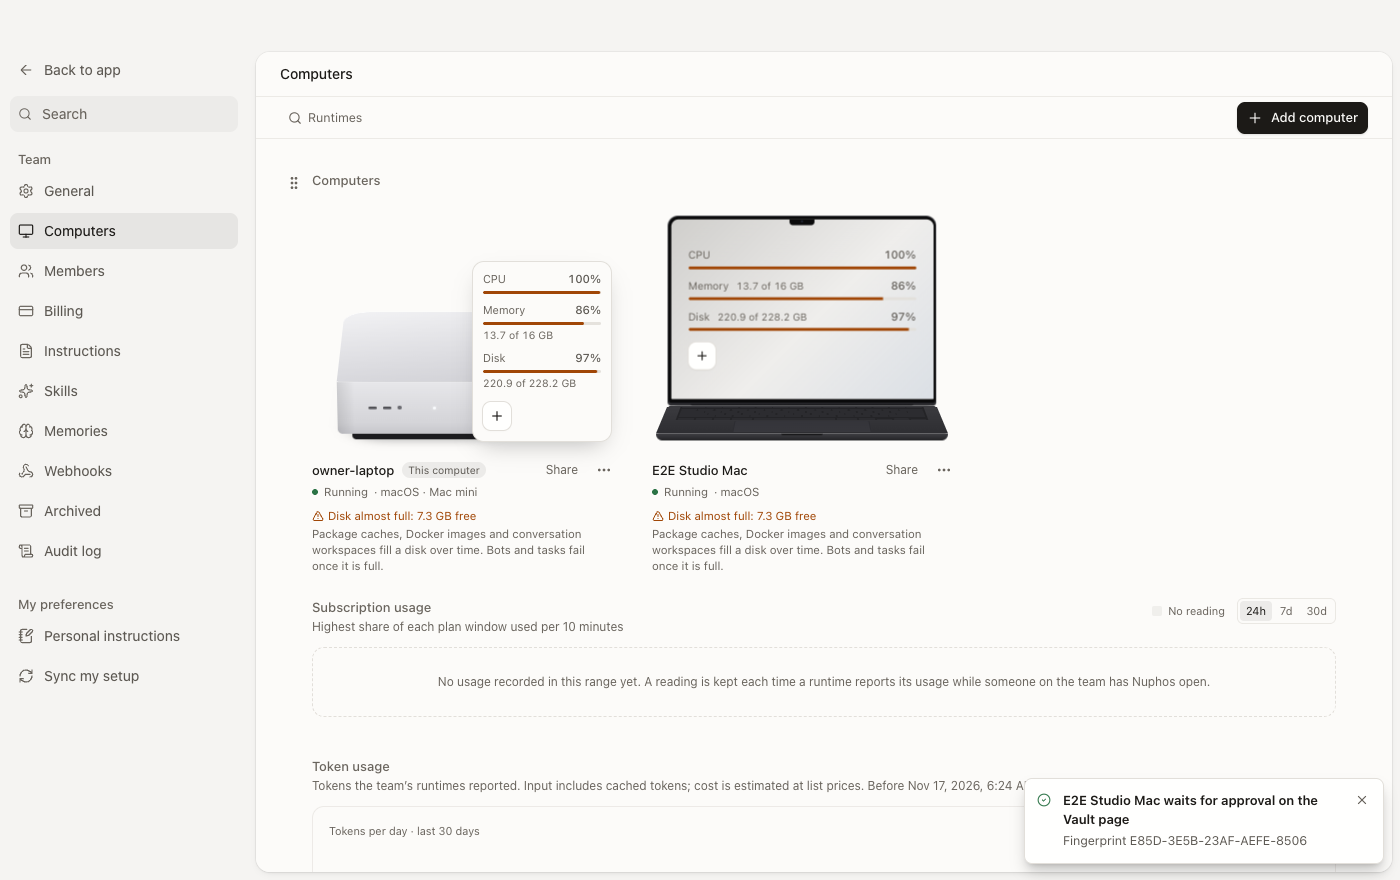 Back to app
Search
Team
General
Computers
Members
Billing
Instructions
Skills
Memories
Webhooks
Archived
Audit log
My preferences
Personal instructions
Sync my setup
Computers
Runtimes
Add computer
Computers
CPU 100%
Memory 86%
13.7 of 16 GB
Disk 97%
220.9 of 228.2 GB
CPU 100%
Memory 13.7 of 16 GB 86%
Disk 220.9 of 228.2 GB 97%
owner-laptop This computer Share
Running · macOS · Mac mini
Disk almost full: 7.3 GB free
Package caches, Docker images and conversation
workspaces fill a disk over time. Bots and tasks fail
once it is full.
E2E Studio Mac Share
Running · macOS
Disk almost full: 7.3 GB free
Package caches, Docker images and conversation
workspaces fill a disk over time. Bots and tasks fail
once it is full.
Subscription usage
Highest share of each plan window used per 10 minutes
No reading 24h 7d 30d
No usage recorded in this range yet. A reading is kept each time a runtime reports its usage while someone on the team has Nuphos open.
Token usage
Tokens the team's runtimes reported. Input includes cached tokens; cost is estimated at list prices. Before Nov 17, 2026, 6:24
Tokens per day · last 30 days
E2E Studio Mac waits for approval on the
Vault page
Fingerprint E85D-3E5B-23AF-AEFE-8506